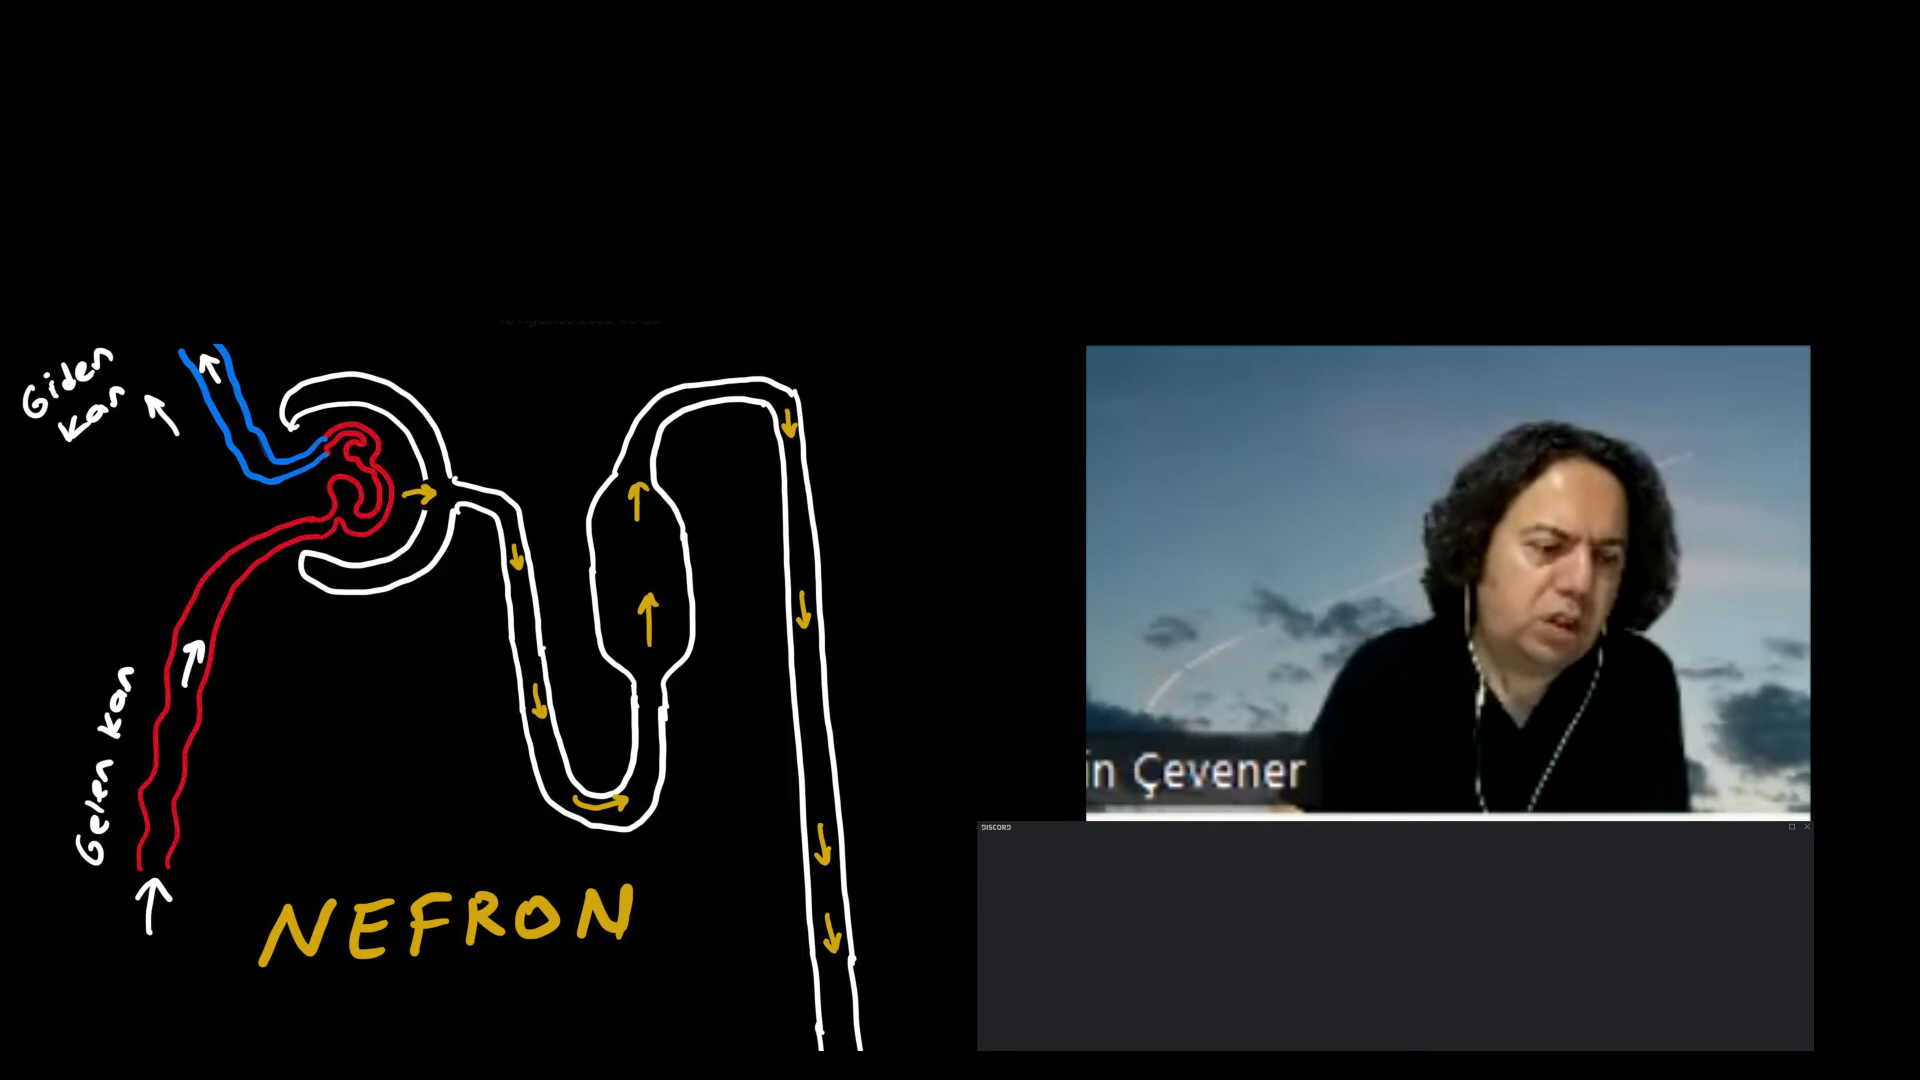 Giden
kan
Gelen kan
NEFRON
in Çevener
DISCORD